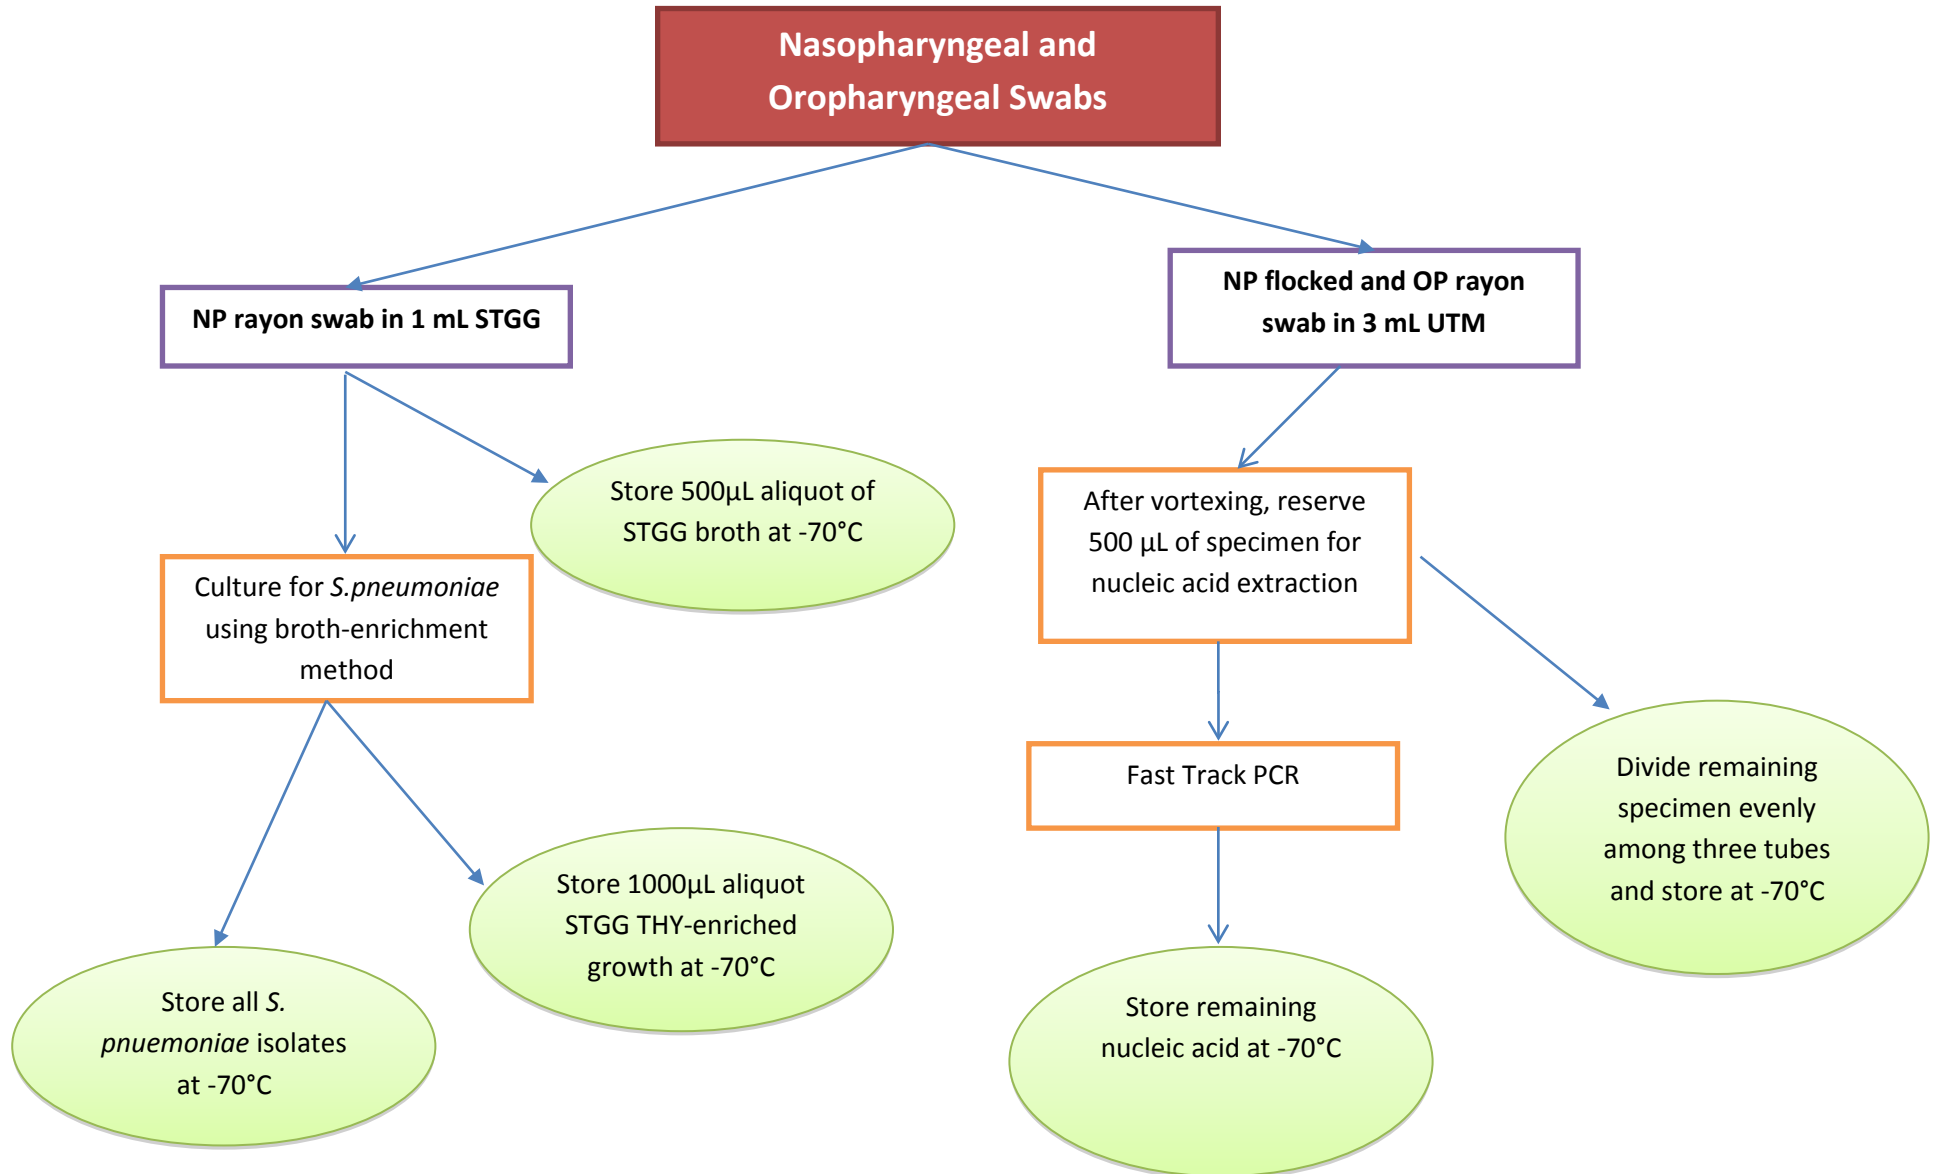 Nasopharyngeal and
Oropharyngeal Swabs
NP rayon swab in 1 mL STGG
NP flocked and OP rayon
swab in 3 mL UTM
Store 500µL aliquot of
STGG broth at -70°C
After vortexing, reserve
500 µL of specimen for
nucleic acid extraction
Culture for S.pneumoniae
using broth-enrichment
method
Fast Track PCR
Divide remaining
specimen evenly
among three tubes
and store at -70°C
Store 1000µL aliquot
STGG THY-enriched
growth at -70°C
Store all S.
pnuemoniae isolates
at -70°C
Store remaining
nucleic acid at -70°C